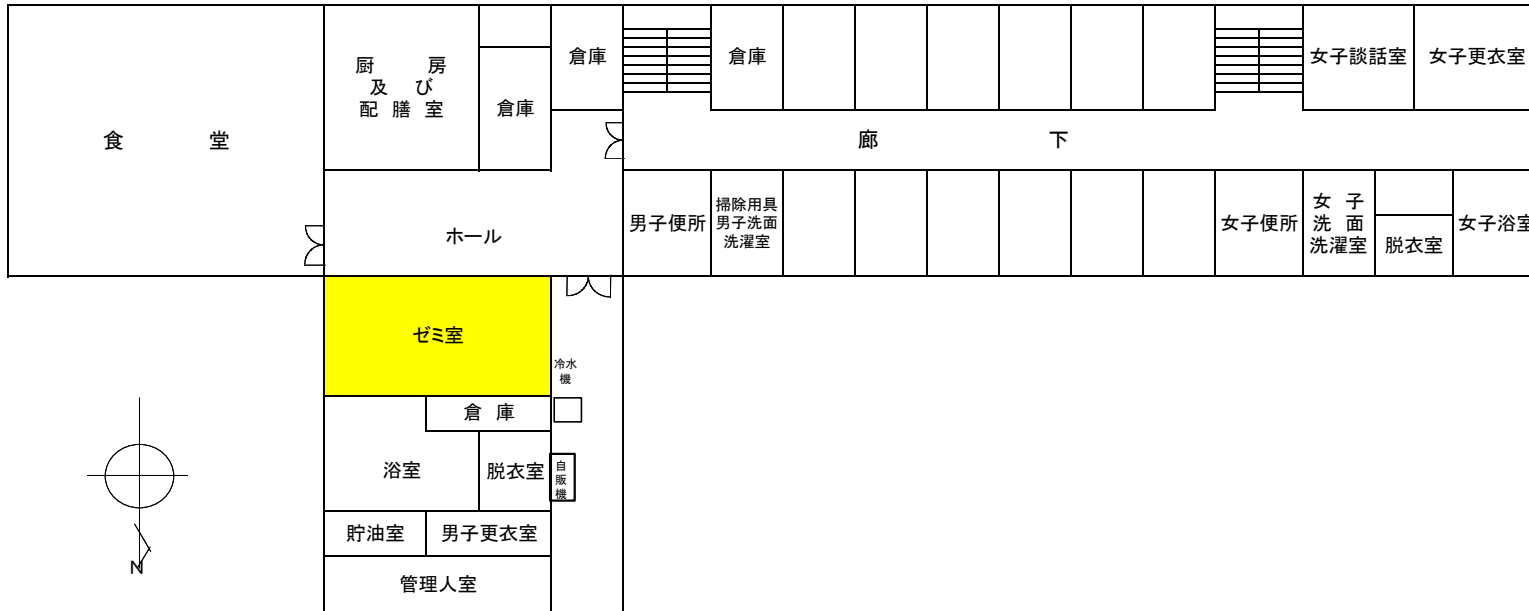 食 堂
厨 房
及 び
配 膳 室
倉庫
倉庫
倉庫
女子談話室
女子更衣室
廊 下
ホール
男子便所
掃除用具
男子洗面
洗濯室
女子便所
女 子
洗 面
洗濯室
脱衣室
女子浴室
ゼミ室
冷水
機
倉 庫
浴室
脱衣室
自
販
機
貯油室
男子更衣室
管理人室
N